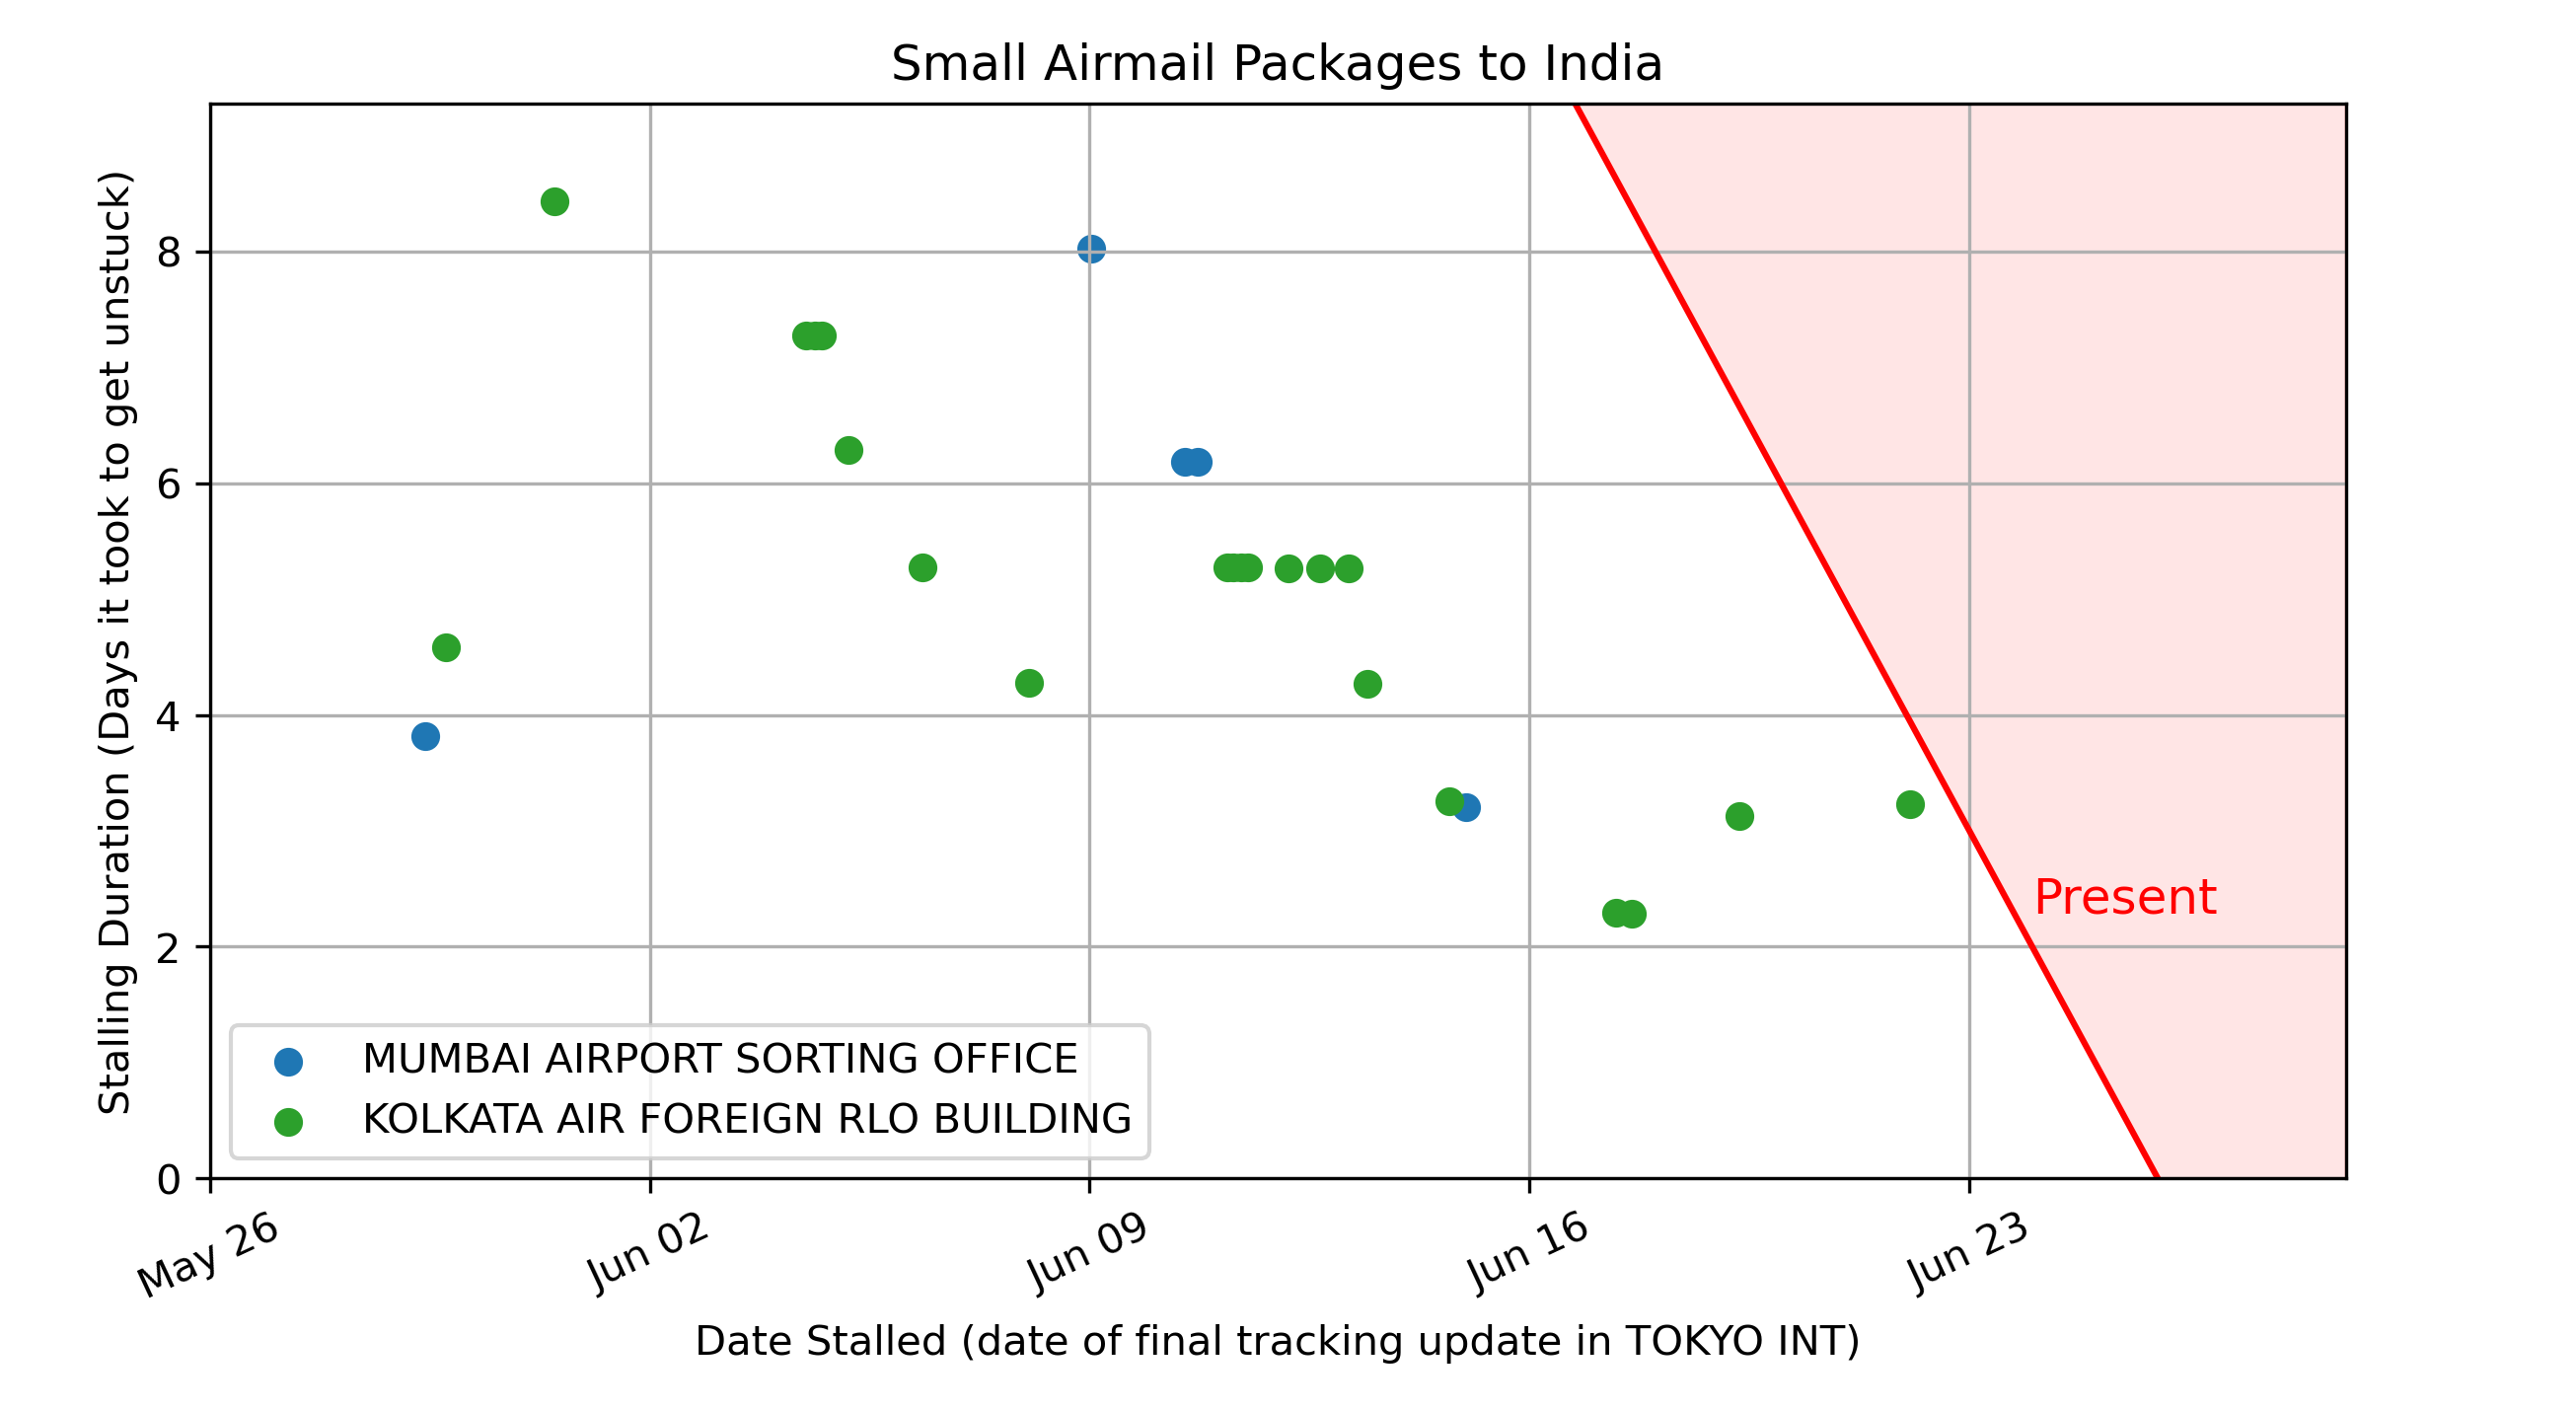 Small Airmail Packages to India
Stalling Duration (Days it took to get unstuck)
8
6
4
2
0
Present
MUMBAI AIRPORT SORTING OFFICE
KOLKATA AIR FOREIGN RLO BUILDING
May 26
Jun 02
Jun 09
Jun 16
Jun 23
Date Stalled (date of final tracking update in TOKYO INT)